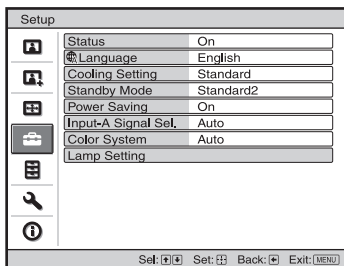 Setup
Status On
Language English
Cooling Setting Standard
Standby Mode Standard2
Power Saving On
Input-A Signal Sel. Auto
Color System Auto
Lamp Setting
Sel: Set: Back: Exit: MENU